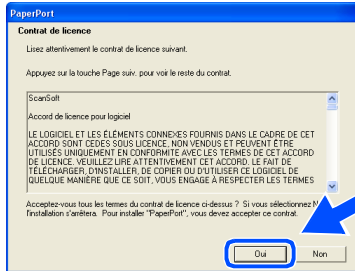 PaperPort
Contrat de licence
Lisez attentivement le contrat de licence suivant.
Appuyez sur la touche Page suiv. pour voir le reste du contrat.
ScanSoft
Accord de licence pour logiciel
LE LOGICIEL ET LES ÉLÉMENTS CONNEXES FOURNIS DANS LE CADRE DE CET
ACCORD SONT CEDES SOUS LICENCE, NON VENDUS ET PEUVENT ÊTRE
UTILISÉS UNIQUEMENT EN CONFORMITE AVEC LES TERMES DE CET ACCORD
DE LICENCE. VEUILLEZ LIRE ATTENTIVEMENT CET ACCORD. LE FAIT DE
TÉLÉCHARGER, D'INSTALLER, DE COPIER OU D'UTILISER CE LOGICIEL DE
QUELQUE MANIÈRE QUE CE SOIT, VOUS ENGAGE À RESPECTER LES TERMES
Acceptez-vous tous les termes du contrat de licence ci-dessus ? Si vous sélectionnez N
l'installation s'arrêtera. Pour installer "PaperPort", vous devez accepter ce contrat.
Oui
Non